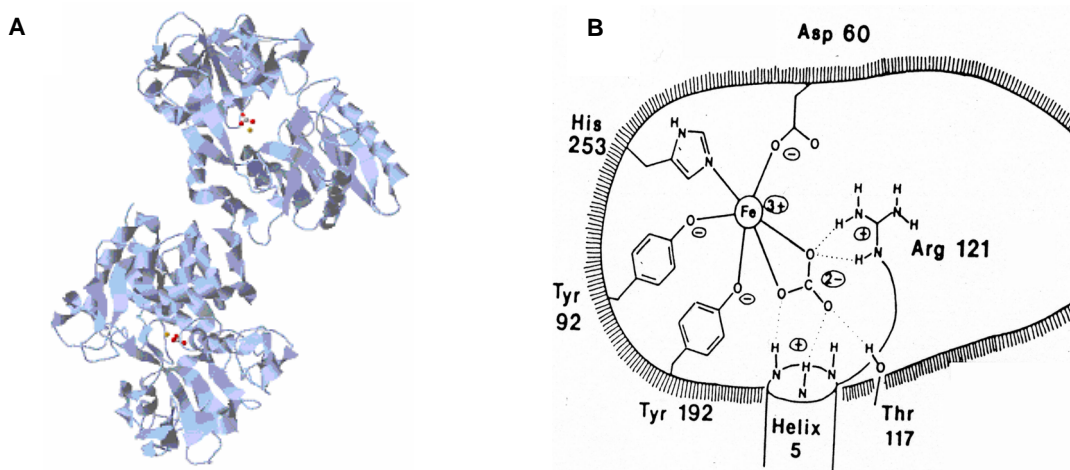 A
B
Asp 60
His
253
H
N
N
O
O
−
Fe
3+
O
−
O
−
O
O
C
O
2−
H
H
N
N
H
H
+
H
N
Arg 121
Tyr
92
Tyr 192
+
H
H
H
N
N
N
H
O
Helix
5
Thr
117